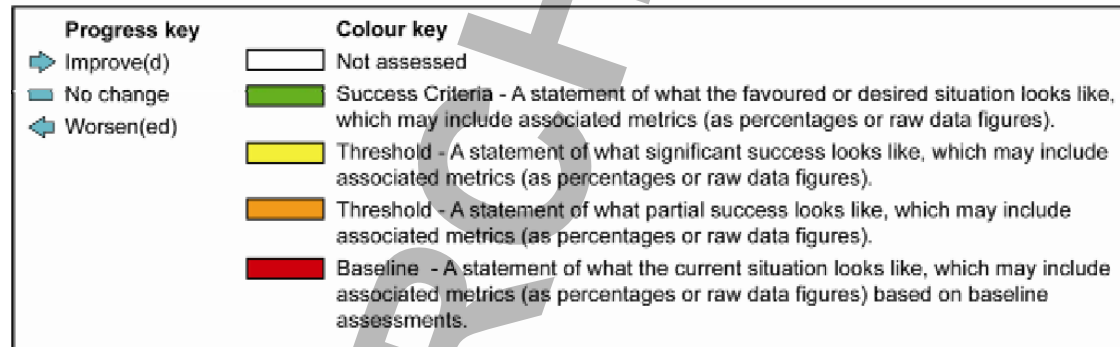 Progress key
Improve(d)
No change
Worsen(ed)
Colour key
Not assessed
Success Criteria - A statement of what the favoured or desired situation looks like,
which may include associated metrics (as percentages or raw data figures).
Threshold - A statement of what significant success looks like, which may include
associated metrics (as percentages or raw data figures).
Threshold - A statement of what partial success looks like, which may include
associated metrics (as percentages or raw data figures).
Baseline - A statement of what the current situation looks like, which may include
associated metrics (as percentages or raw data figures) based on baseline
assessments.